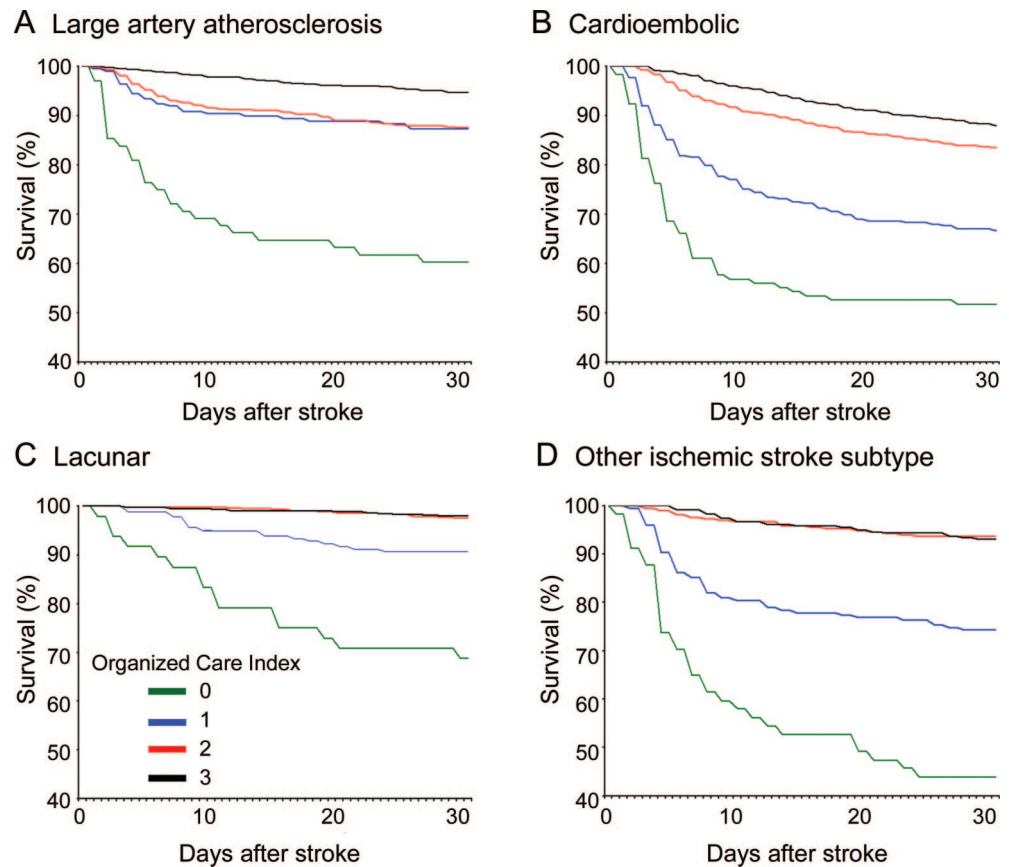 A Large artery atherosclerosis
100
90
80
70
60
50
40
Survival (%)
0 10 20 30
Days after stroke
B Cardioembolic
100
90
80
70
60
50
40
Survival (%)
0 10 20 30
Days after stroke
C Lacunar
100
90
80
70
60
50
40
Survival (%)
Organized Care Index
0
1
2
3
0 10 20 30
Days after stroke
D Other ischemic stroke subtype
100
90
80
70
60
50
40
Survival (%)
0 10 20 30
Days after stroke